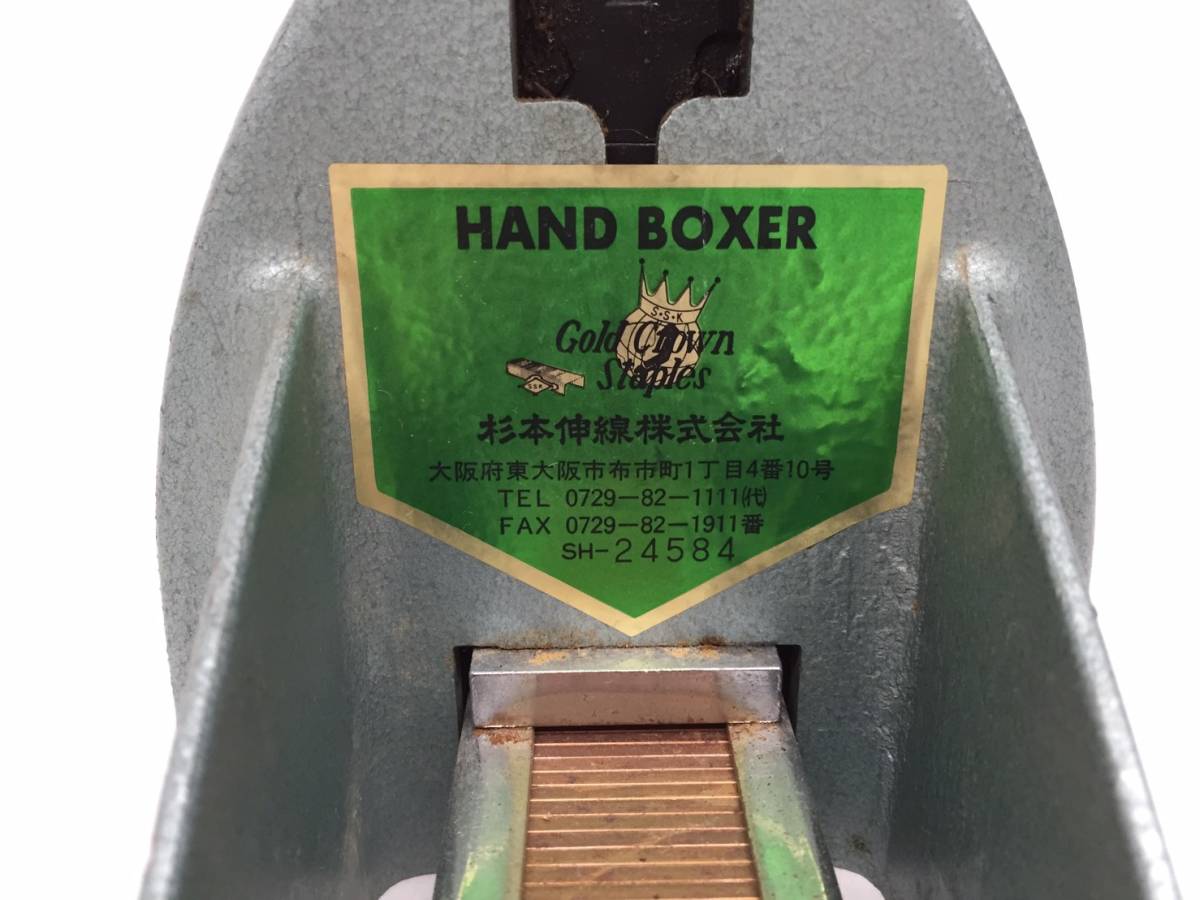 HAND BOXER
S·S·K
Gold Crown
Staples
SSK
杉本伸線株式会社
大阪府東大阪市布市町1丁目4番10号
TEL 0729-82-1111㈹
FAX 0729-82-1911番
SH-24584